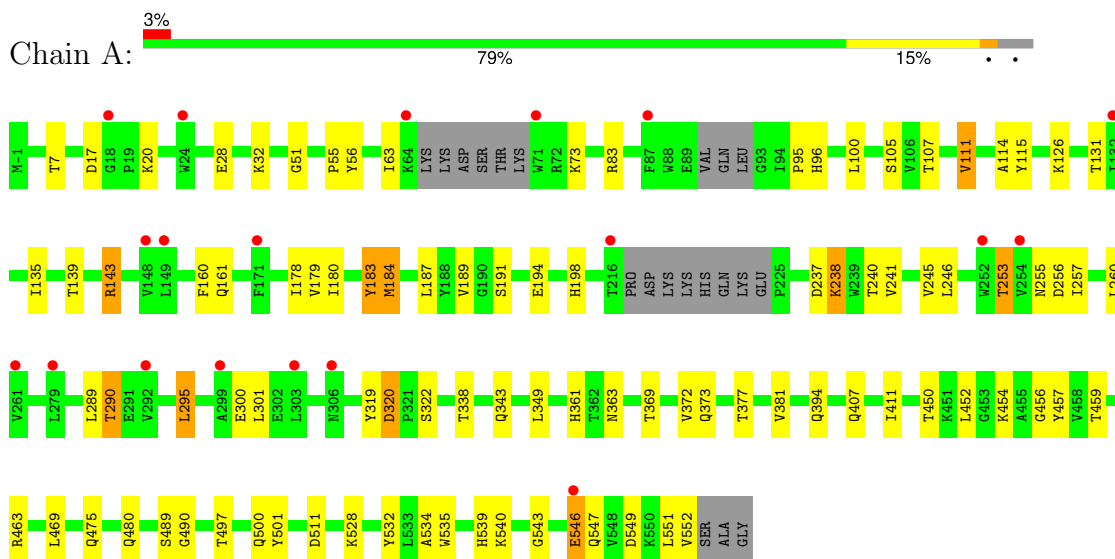 3%
Chain A:
79%
15%
•
•
M-1
T7
D17
G18
P19
K20
W24
E28
K32
G51
P55
Y56
I63
K64
LYS
LYS
ASP
SER
THR
LYS
W71
R72
K73
R83
F87
W88
E89
VAL
GLN
LEU
G93
I94
P95
H96
L100
S105
V106
T107
V111
A114
Y115
K126
T131
I132
I135
T139
R143
V148
L149
F160
Q161
F171
I178
V179
I180
Y183
M184
L187
Y188
V189
G190
S191
E194
H198
T216
PRO
ASP
LYS
LYS
HIS
GLN
LYS
GLU
P225
D237
K238
W239
T240
V241
V245
L246
W252
T253
V254
N255
D256
I257
L260
V261
L279
L289
T290
E291
V292
L295
A299
E300
L301
E302
L303
N306
Y319
D320
P321
S322
T338
Q343
L349
H361
T362
N363
T369
V372
Q373
T377
V381
Q394
Q407
I411
T450
K451
L452
G453
K454
A455
G456
Y457
V458
T459
R463
L469
Q475
Q480
S489
G490
T497
Q500
Y501
D511
K528
Y532
L533
A534
W535
H539
K540
G543
E546
Q547
V548
D549
K550
L551
V552
SER
ALA
GLY